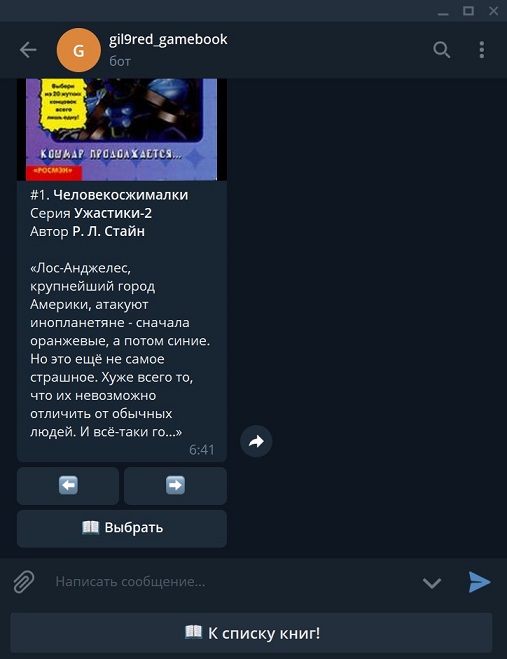 gil9red_gamebook
G
бот
Выбери
из 20 жутких
концовок
всего
лишь одну!
КОШМАР ПРОДОЛЖАЕТСЯ...
«РОСМЭН»
#1. Человекосжималки
Серия Ужастики-2
Автор Р. Л. Стайн
«Лос-Анджелес,
крупнейший город
Америки, атакуют
инопланетяне - сначала
оранжевые, а потом синие.
Но это ещё не самое
страшное. Хуже всего то,
что их невозможно
отличить от обычных
людей. И всё-таки го...»
6:41
Выбрать
Написать сообщение...
К списку книг!